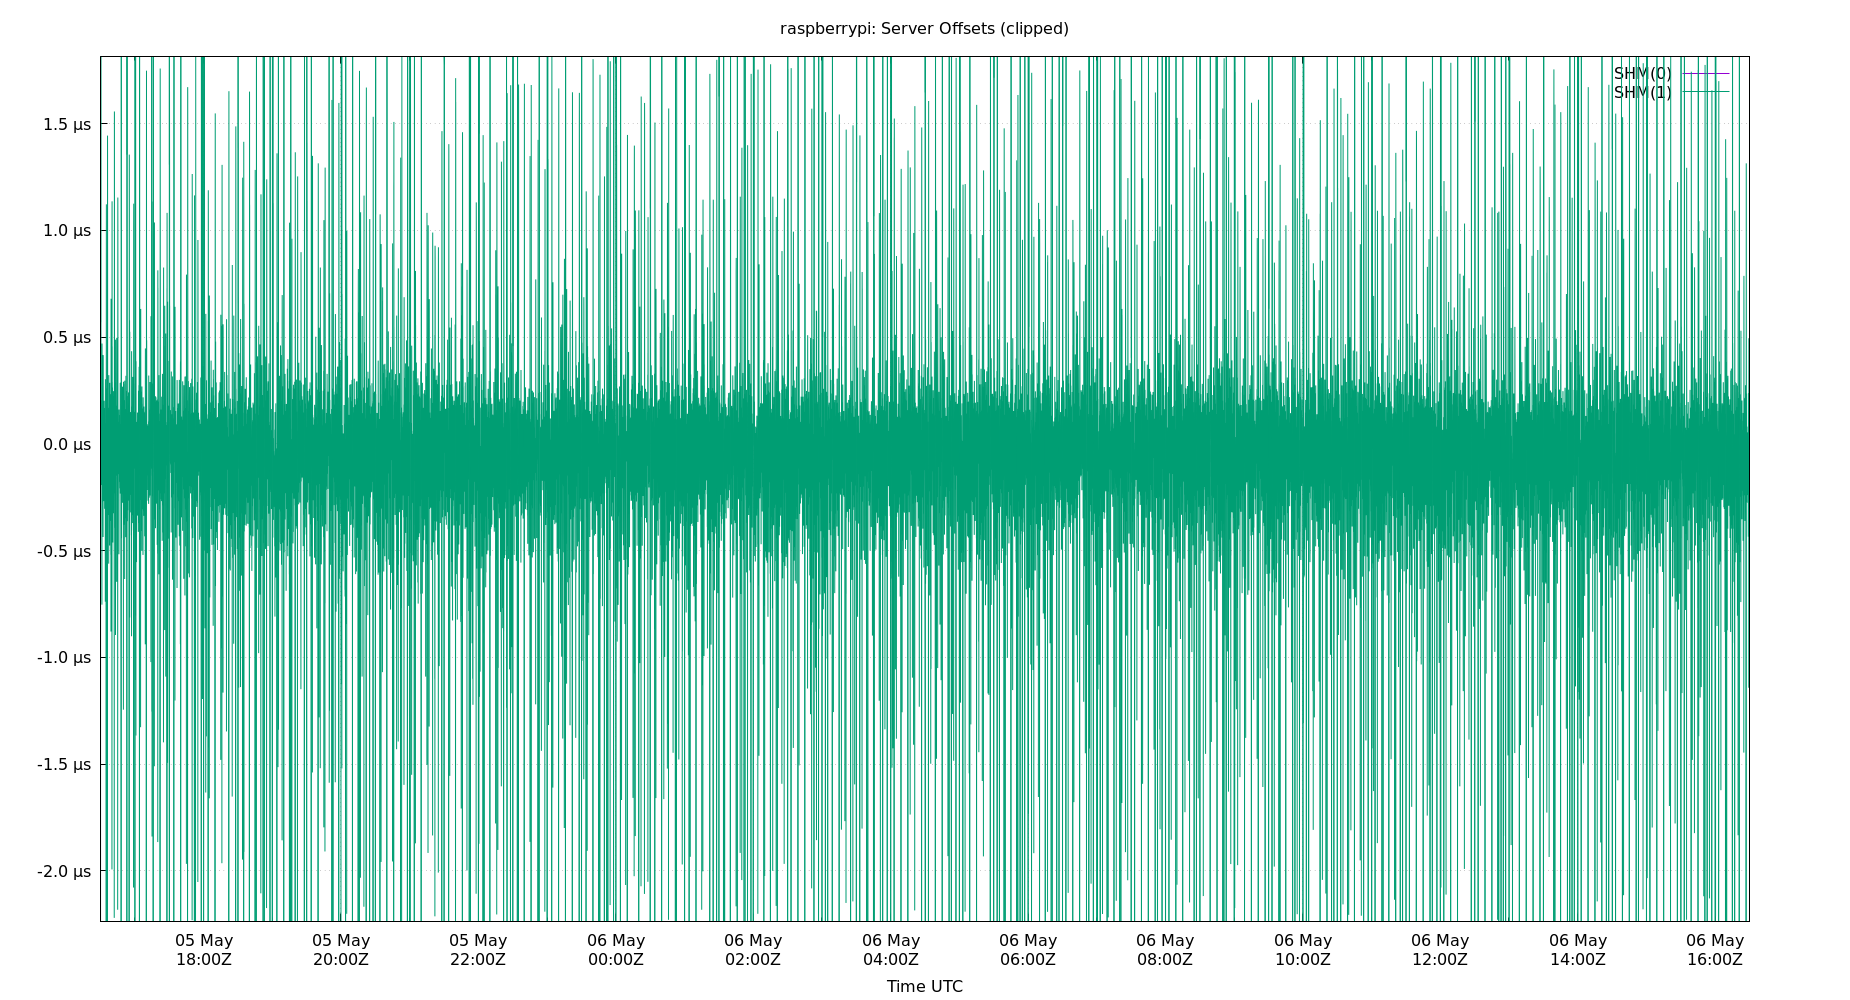 raspberrypi: Server Offsets (clipped)
SHM(0)
SHM(1)
1.5 µs
1.0 µs
0.5 µs
0.0 µs
-0.5 µs
-1.0 µs
-1.5 µs
-2.0 µs
05 May 05 May 05 May 06 May 06 May 06 May 06 May 06 May 06 May 06 May 06 May 06 May
18:00Z 20:00Z 22:00Z 00:00Z 02:00Z 04:00Z 06:00Z 08:00Z 10:00Z 12:00Z 14:00Z 16:00Z
Time UTC